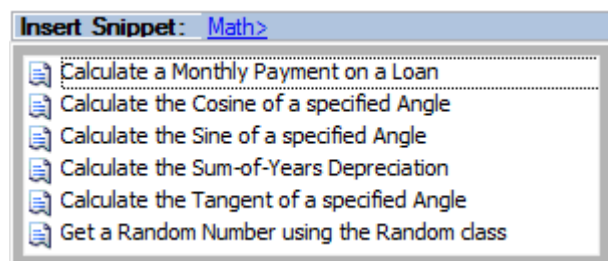 Insert Snippet: Math>
Calculate a Monthly Payment on a Loan
Calculate the Cosine of a specified Angle
Calculate the Sine of a specified Angle
Calculate the Sum-of-Years Depreciation
Calculate the Tangent of a specified Angle
Get a Random Number using the Random class